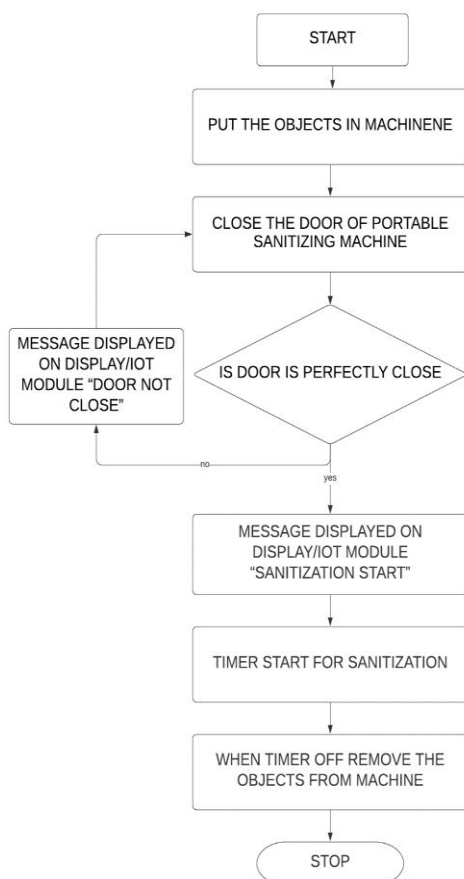 START
PUT THE OBJECTS IN MACHINENE
CLOSE THE DOOR OF PORTABLE
SANITIZING MACHINE
MESSAGE DISPLAYED
ON DISPLAY/IOT
MODULE “DOOR NOT
CLOSE”
IS DOOR IS PERFECTLY CLOSE
no
yes
MESSAGE DISPLAYED ON
DISPLAY/IOT MODULE
“SANITIZATION START”
TIMER START FOR SANITIZATION
WHEN TIMER OFF REMOVE THE
OBJECTS FROM MACHINE
STOP